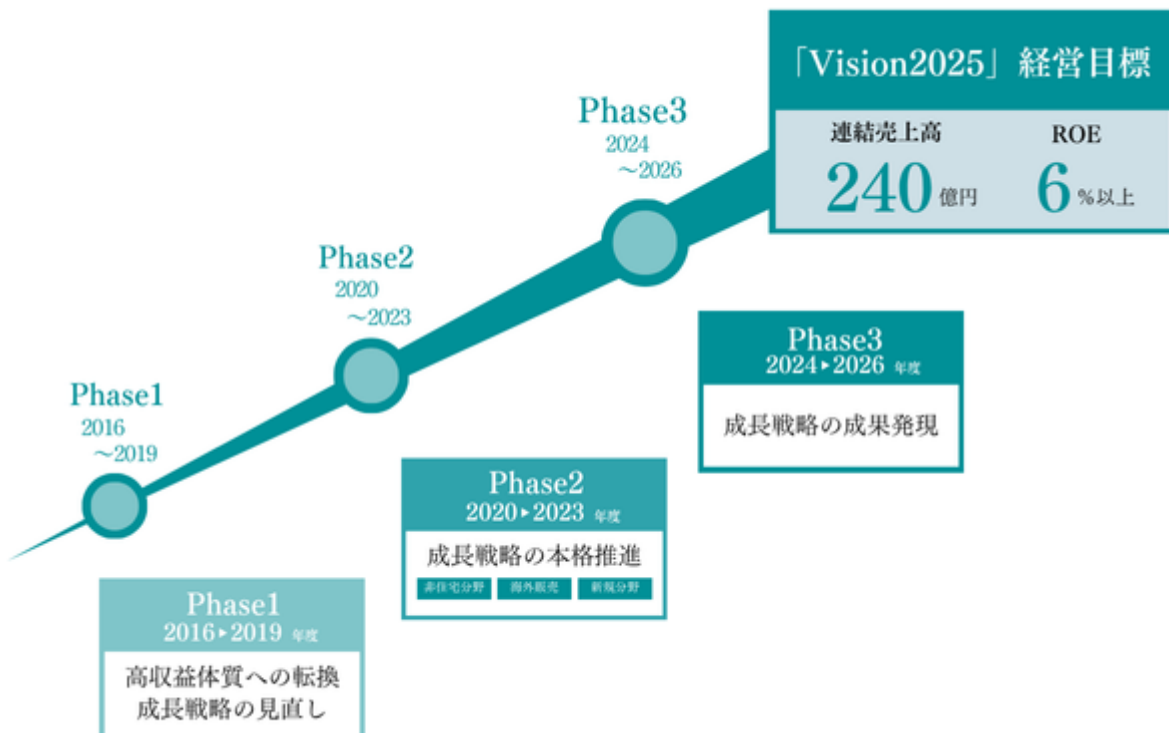 「Vision2025」経営目標
連結売上高
ROE
240億円
6%以上
Phase3
2024
～2026
Phase2
2020
～2023
Phase1
2016
～2019
Phase3
2024▶2026 年度
成長戦略の成果発現
Phase2
2020▶2023 年度
成長戦略の本格推進
非住宅分野
海外販売
新規分野
Phase1
2016▶2019 年度
高収益体質への転換
成長戦略の見直し